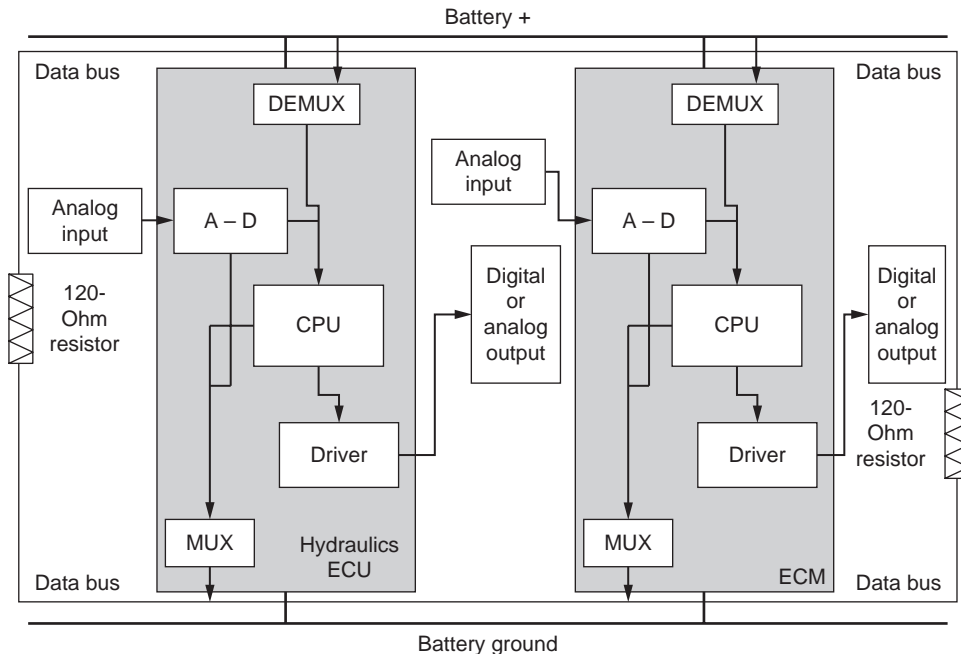 Battery +
Data bus
Data bus
DEMUX
DEMUX
Analog
input
A – D
Analog
input
A – D
120-
Ohm
resistor
CPU
Digital
or
analog
output
CPU
Digital
or
analog
output
Driver
Driver
120-
Ohm
resistor
MUX
Hydraulics
ECU
MUX
ECM
Data bus
Data bus
Battery ground